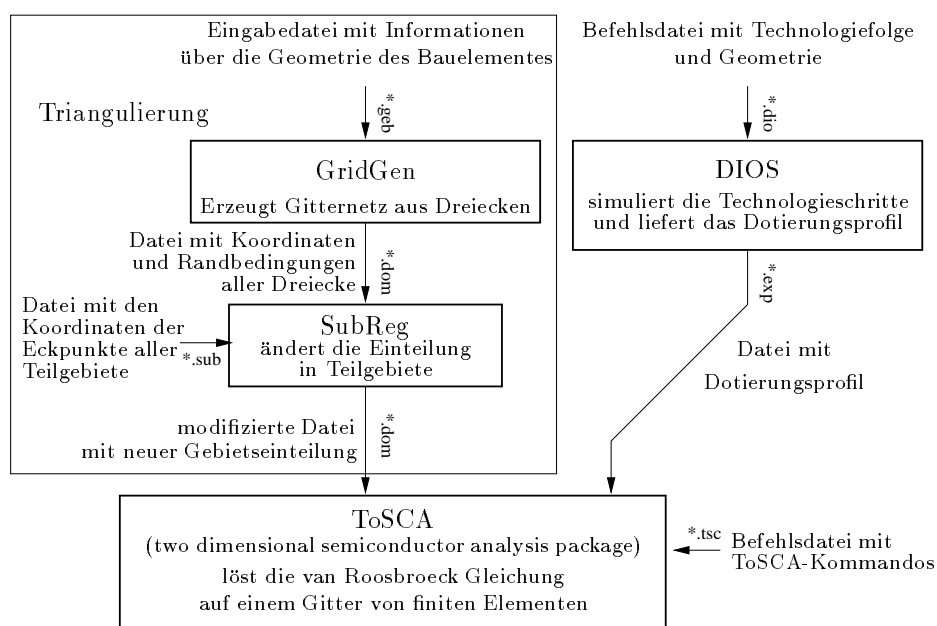 Eingabedatei mit Informationen
über die Geometrie des Bauelementes
Befehlsdatei mit Technologiefolge
und Geometrie
Triangulierung
*.geb
*.dio
GridGen
Erzeugt Gitternetz aus Dreiecken
DIOS
simuliert die Technologieschritte
und liefert das Dotierungsprofil
Datei mit Koordinaten
und Randbedingungen
aller Dreiecke
*.dom
*.exp
Datei mit den
Koordinaten der
Eckpunkte aller
Teilgebiete
*.sub
SubReg
ändert die Einteilung
in Teilgebiete
Datei mit
Dotierungsprofil
modifizierte Datei
mit neuer Gebietseinteilung
*.dom
ToSCA
(two dimensional semiconductor analysis package)
löst die van Roosbroeck Gleichung
auf einem Gitter von finiten Elementen
*.tsc
Befehlsdatei mit
ToSCA-Kommandos